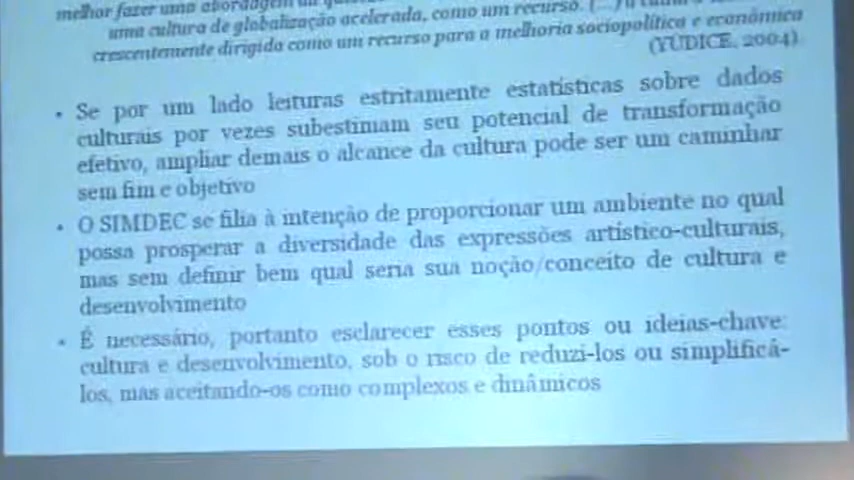 melhor fazer uma abordagem da
uma cultura de globalização acelerada, como um recurso. (...) a
crescentemente dirigida como um recurso para a melhoria sociopolítica e econômica
(YÚDICE, 2004).
• Se por um lado leituras estritamente estatísticas sobre dados
culturais por vezes subestimam seu potencial de transformação
efetivo, ampliar demais o alcance da cultura pode ser um caminhar
sem fim e objetivo
• O SIMDEC se filia à intenção de proporcionar um ambiente no qual
possa prosperar a diversidade das expressões artístico-culturais,
mas sem definir bem qual seria sua noção/conceito de cultura e
desenvolvimento
• É necessário, portanto esclarecer esses pontos ou ideias-chave:
cultura e desenvolvimento, sob o risco de reduzi-los ou simplificá-
los, mas aceitando-os como complexos e dinâmicos